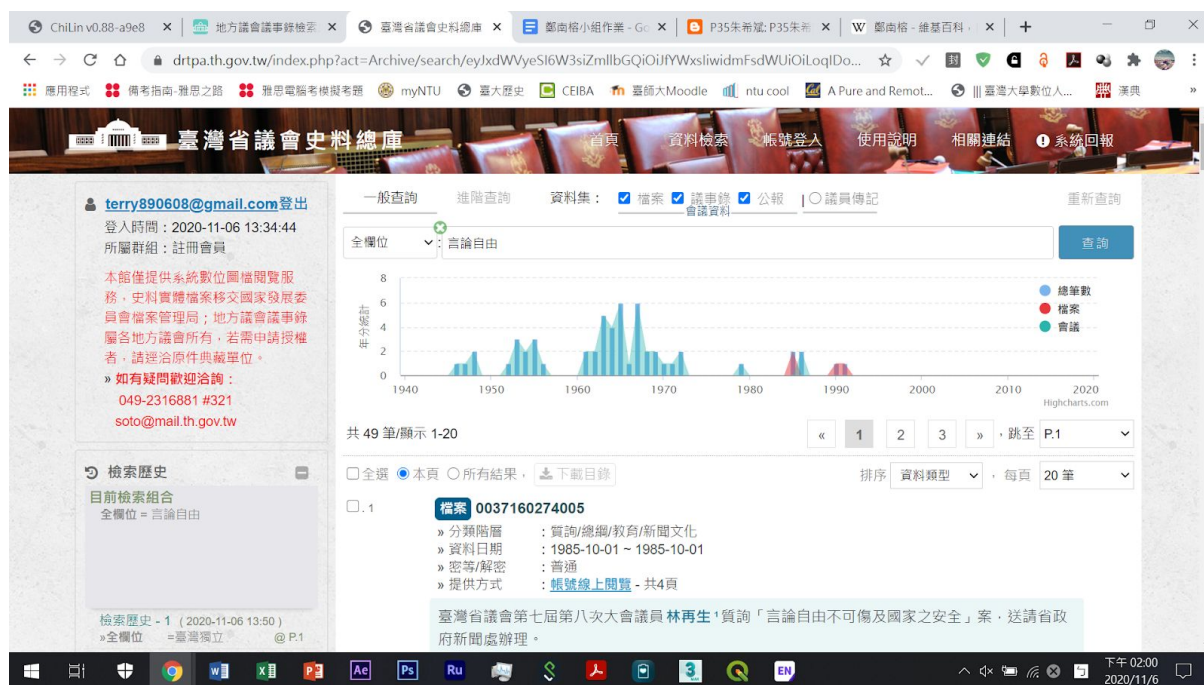 ChiLin v0.88-a9e8
地方議會議事錄檢索
臺灣省議會史料總庫
鄭南榕小組作業 - Go
P35朱希斌: P35朱希
鄭南榕 - 維基百科
drtpa.th.gov.tw/index.php?act=Archive/search/eyJxdWVyeSI6W3siZmllbGQiOiJfYWxsIiwidmFsdWUiOiLoqIDo...
應用程式
備考指南-雅思之路
雅思電腦考模擬考題
myNTU
臺大歷史
CEIBA
臺師大Moodle
ntu cool
A Pure and Remot...
||| 臺灣大學數位人...
漢典
»
臺灣省議會史料總庫
首頁
資料檢索
帳號登入
使用說明
相關連結
系統回報
terry890608@gmail.com登出
登入時間：2020-11-06 13:34:44
所屬群組：註冊會員
本館僅提供系統數位圖檔閱覽服
務，史料實體檔案移交國家發展委
員會檔案管理局；地方議會議事錄
屬各地方議會所有，若需申請授權
者，請逕洽原件典藏單位。
» 如有疑問歡迎洽詢：
049-2316881 #321
soto@mail.th.gov.tw
檢索歷史
目前檢索組合
全欄位 = 言論自由
檢索歷史 - 1 ( 2020-11-06 13:50 )
»全欄位 =臺灣獨立 @ P.1
一般查詢
進階查詢
資料集：
檔案
議事錄
公報
會議資料
| 議員傳記
重新查詢
全欄位
：
言論自由
查詢
年分統計
8
6
4
2
0
1940
1950
1960
1970
1980
1990
2000
2010
2020
總筆數
檔案
會議
Highcharts.com
共 49 筆/顯示 1-20
«
1
2
3
»
，跳至
P.1
全選
本頁
所有結果，
下載目錄
排序
資料類型
，每頁
20 筆
. 1
檔案 0037160274005
» 分類階層 ：質詢/總綱/教育/新聞文化
» 資料日期 ：1985-10-01 ~ 1985-10-01
» 密等/解密 ：普通
» 提供方式 ：帳號線上閱覽 - 共4頁
臺灣省議會第七屆第八次大會議員林再生¹質詢「言論自由不可傷及國家之安全」案，送請省政
府新聞處辦理。
Ae
Ps
Ru
EN
下午 02:00
2020/11/6